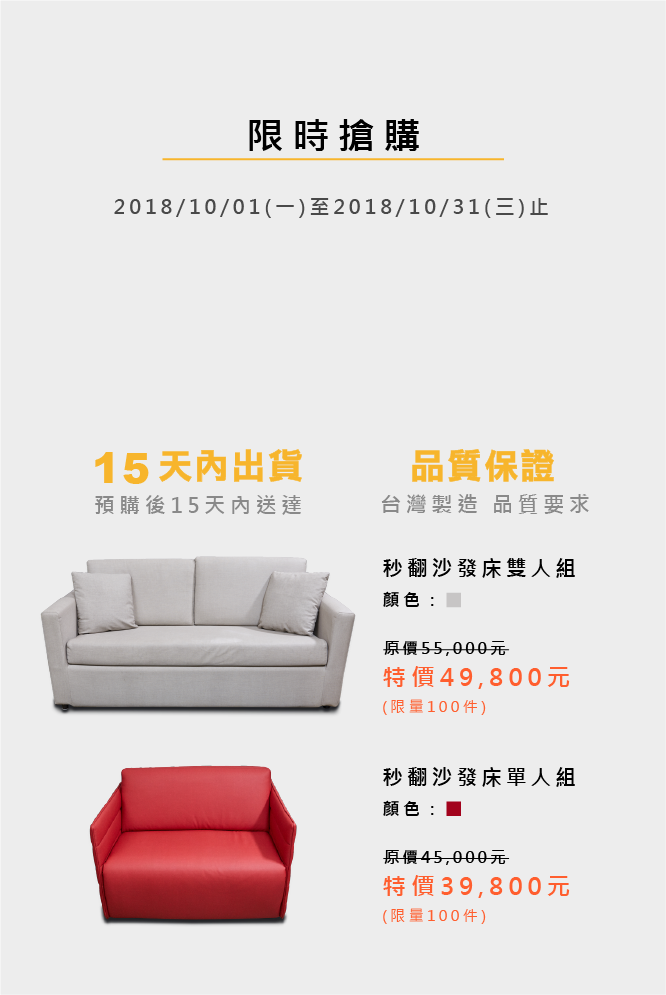 限時搶購
2018/10/01(一)至2018/10/31(三)止
15天內出貨
預購後15天內送達
品質保證
台灣製造 品質要求
秒翻沙發床雙人組
顏色：
原價55,000元
特價49,800元
(限量100件)
秒翻沙發床單人組
顏色：
原價45,000元
特價39,800元
(限量100件)